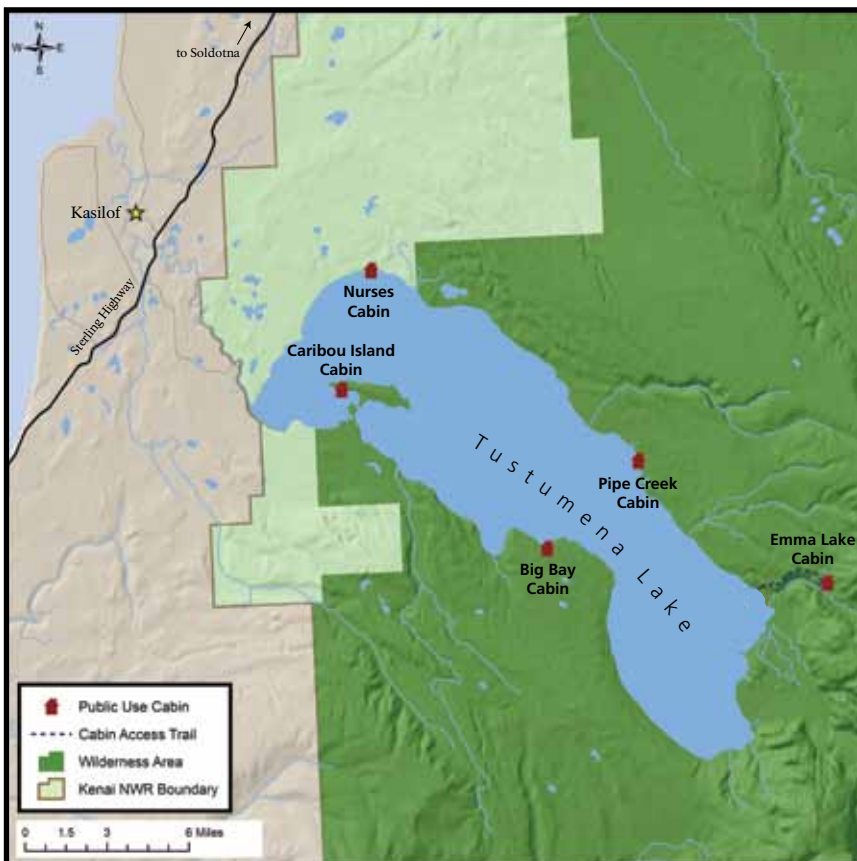 N
W E
S
to Soldotna
Kasilof
Sterling Highway
Nurses
Cabin
Caribou Island
Cabin
Tustumena Lake
Pipe Creek
Cabin
Emma Lake
Cabin
Big Bay
Cabin
Public Use Cabin
Cabin Access Trail
Wilderness Area
Kenai NWR Boundary
0 1.5 3 6 Miles